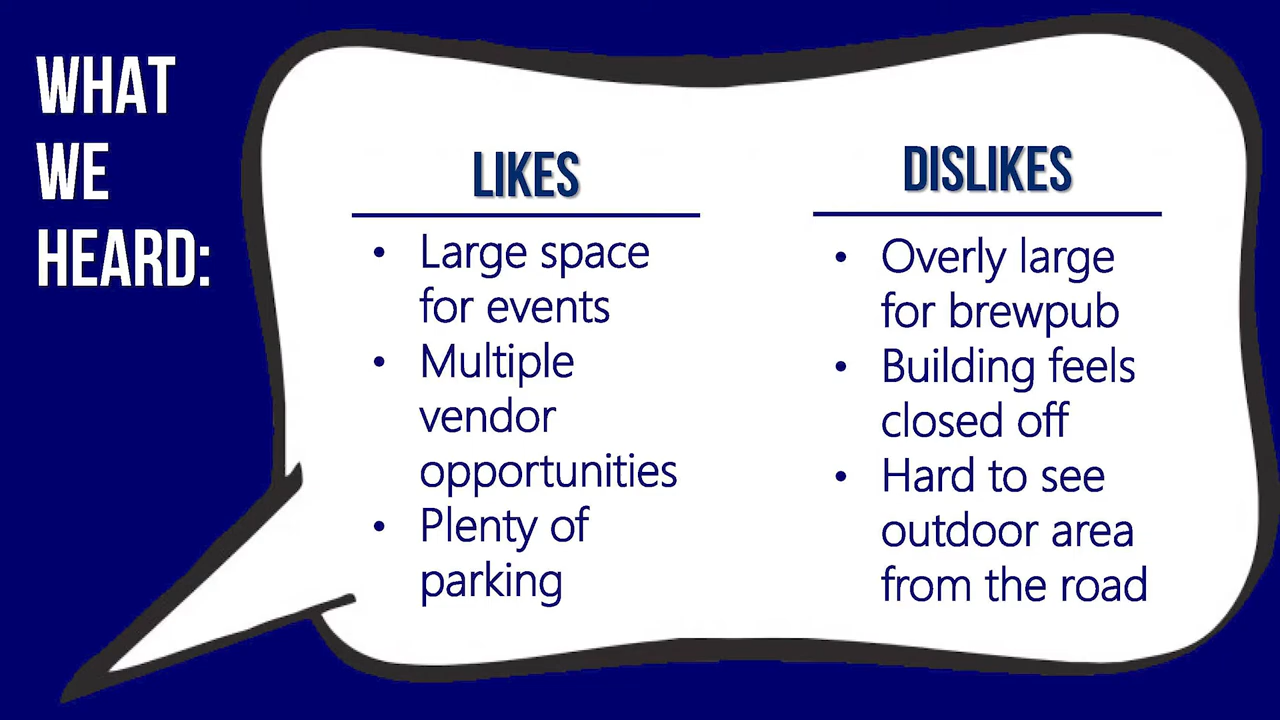 WHAT
WE
HEARD:
LIKES
• Large space
for events
• Multiple
vendor
opportunities
• Plenty of
parking
DISLIKES
• Overly large
for brewpub
• Building feels
closed off
• Hard to see
outdoor area
from the road